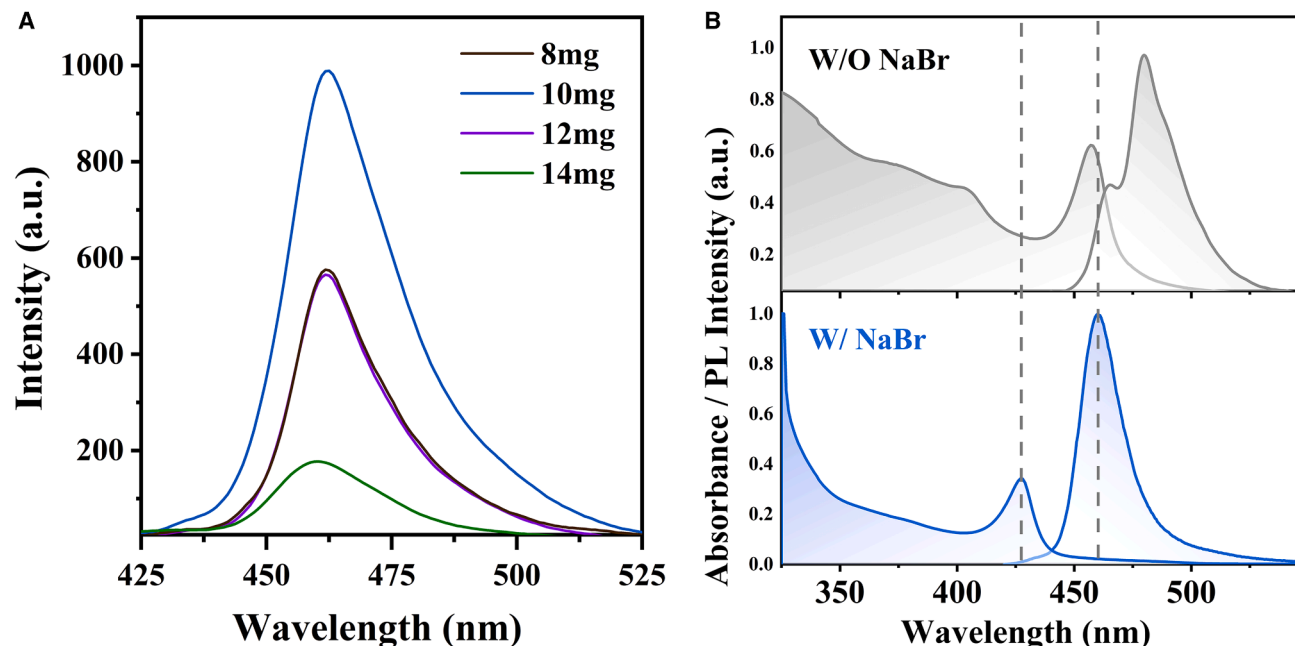 A
8mg
10mg
12mg
14mg
1000
800
600
400
200
425
450
475
500
525
Intensity (a.u.)
Wavelength (nm)
B
W/O NaBr
1.0
0.8
0.6
0.4
0.2
W/ NaBr
1.0
0.8
0.6
0.4
0.2
0.0
350
400
450
500
Absorbance / PL Intensity (a.u.)
Wavelength (nm)